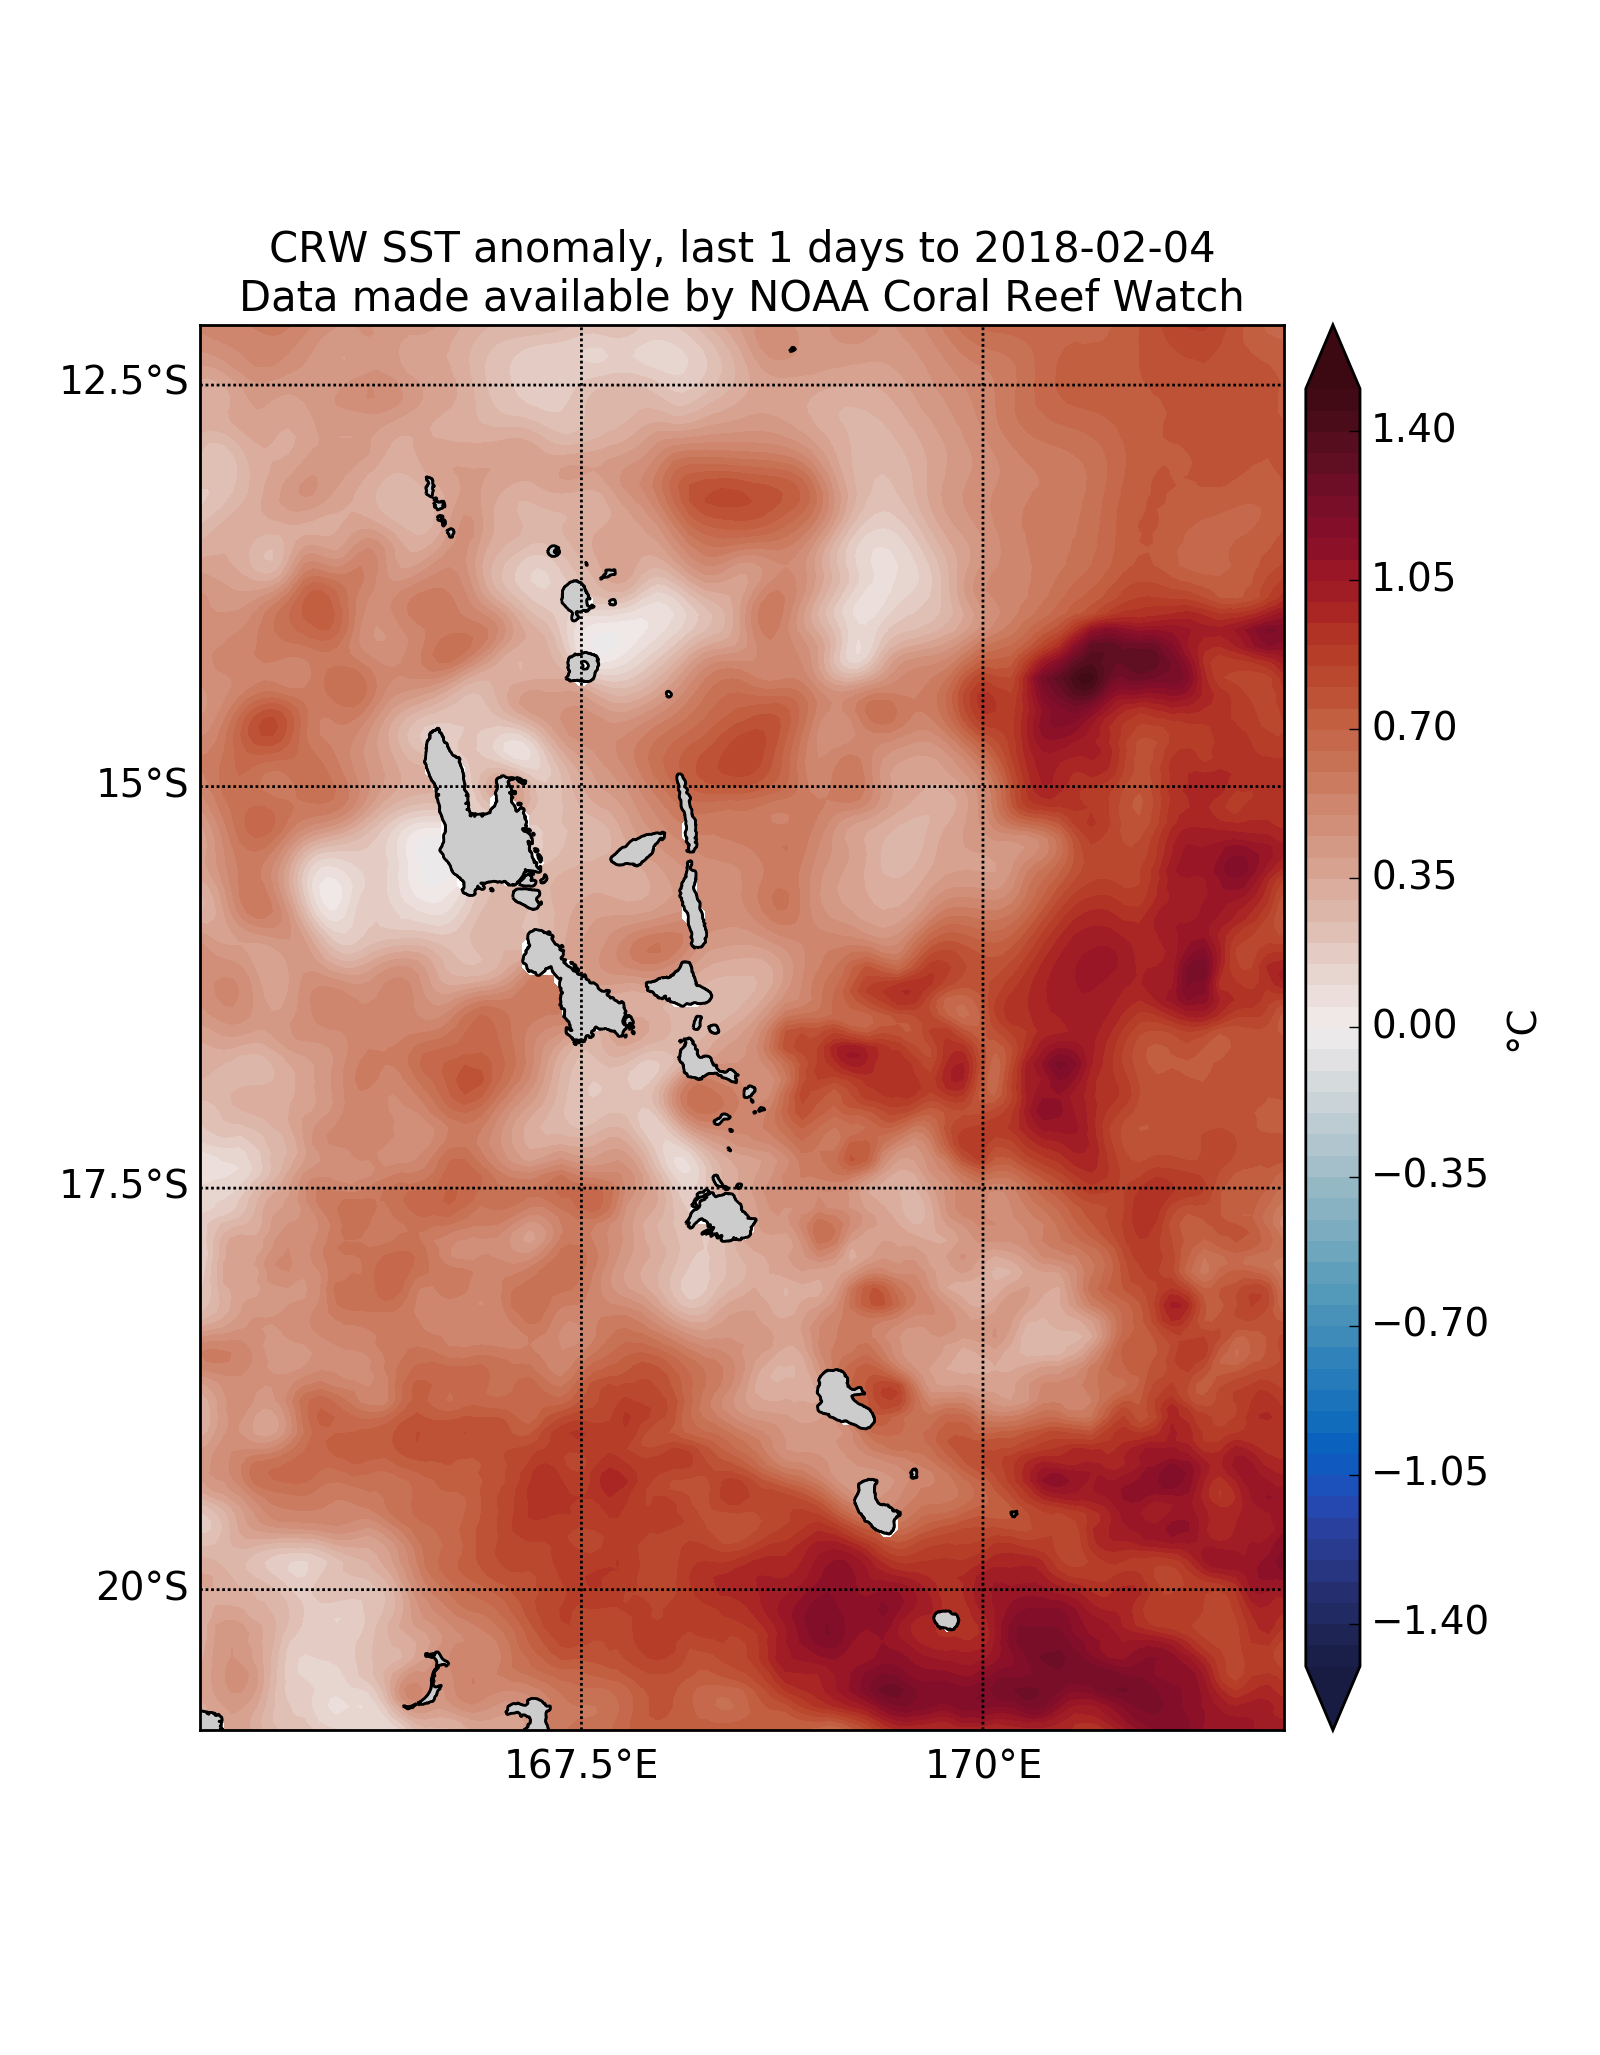 CRW SST anomaly, last 1 days to 2018-02-04
Data made available by NOAA Coral Reef Watch
12.5°S
15°S
17.5°S
20°S
167.5°E
170°E
1.40
1.05
0.70
0.35
0.00
−0.35
−0.70
−1.05
−1.40
°C